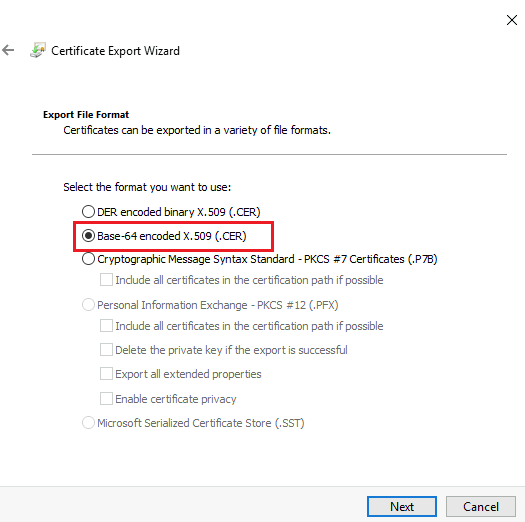 Certificate Export Wizard
Export File Format
Certificates can be exported in a variety of file formats.
Select the format you want to use:
DER encoded binary X.509 (.CER)
Base-64 encoded X.509 (.CER)
Cryptographic Message Syntax Standard - PKCS #7 Certificates (.P7B)
Include all certificates in the certification path if possible
Personal Information Exchange - PKCS #12 (.PFX)
Include all certificates in the certification path if possible
Delete the private key if the export is successful
Export all extended properties
Enable certificate privacy
Microsoft Serialized Certificate Store (.SST)
Next
Cancel